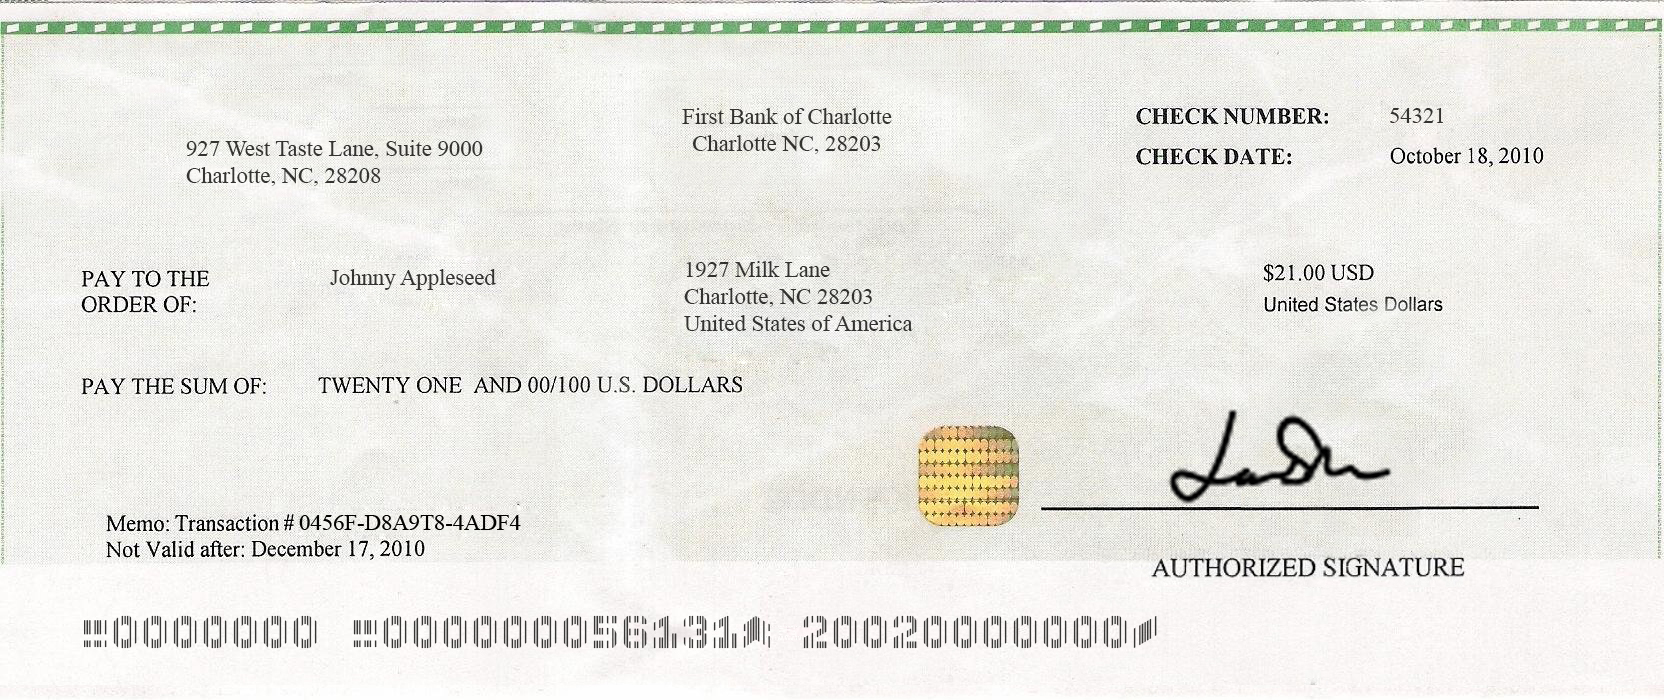 First Bank of Charlotte
Charlotte NC, 28203
CHECK NUMBER: 54321
CHECK DATE: October 18, 2010
927 West Taste Lane, Suite 9000
Charlotte, NC, 28208
PAY TO THE
ORDER OF:
Johnny Appleseed
1927 Milk Lane
Charlotte, NC 28203
United States of America
$21.00 USD
United States Dollars
PAY THE SUM OF: TWENTY ONE AND 00/100 U.S. DOLLARS
Memo: Transaction # 0456F-D8A9T8-4ADF4
Not Valid after: December 17, 2010
AUTHORIZED SIGNATURE